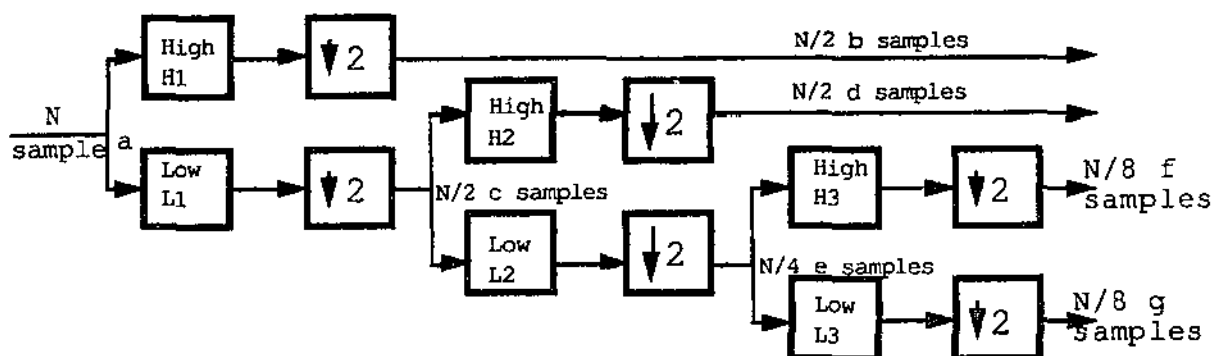 High
H1
2
N/2 b samples
N/2 d samples
N
sample
a
High
H2
2
Low
L1
2
N/2 c samples
High
H3
2
N/8 f
samples
Low
L2
2
N/4 e samples
Low
L3
2
N/8 g
samples